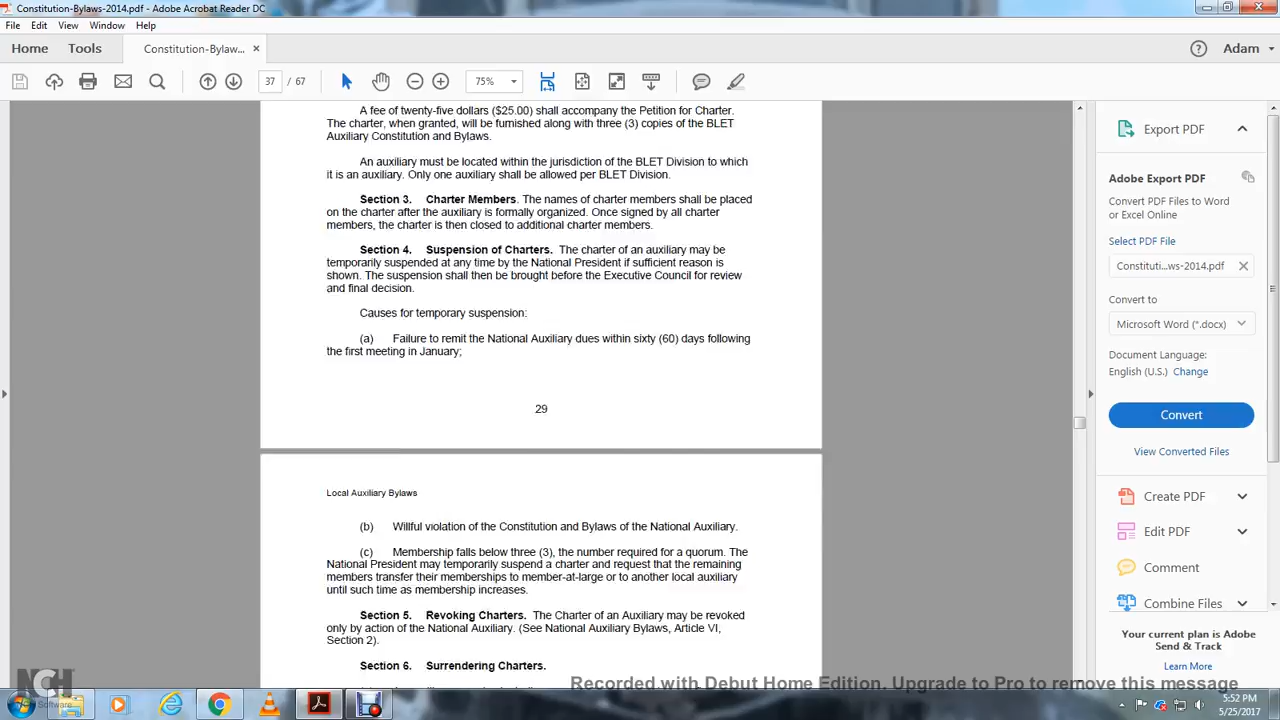 Constitution-Bylaws-2014.pdf - Adobe Acrobat Reader DC
File Edit View Window Help
Home Tools Constitution-Bylaw... × Adam
37 / 67 75%
A fee of twenty-five dollars ($25.00) shall accompany the Petition for Charter.
The charter, when granted, will be furnished along with three (3) copies of the BLET
Auxiliary Constitution and Bylaws.
An auxiliary must be located within the jurisdiction of the BLET Division to which
it is an auxiliary. Only one auxiliary shall be allowed per BLET Division.
Section 3. Charter Members. The names of charter members shall be placed
on the charter after the auxiliary is formally organized. Once signed by all charter
members, the charter is then closed to additional charter members.
Section 4. Suspension of Charters. The charter of an auxiliary may be
temporarily suspended at any time by the National President if sufficient reason is
shown. The suspension shall then be brought before the Executive Council for review
and final decision.
Causes for temporary suspension:
(a) Failure to remit the National Auxiliary dues within sixty (60) days following
the first meeting in January;
29
Local Auxiliary Bylaws
(b) Willful violation of the Constitution and Bylaws of the National Auxiliary.
(c) Membership falls below three (3), the number required for a quorum. The
National President may temporarily suspend a charter and request that the remaining
members transfer their memberships to member-at-large or to another local auxiliary
until such time as membership increases.
Section 5. Revoking Charters. The Charter of an Auxiliary may be revoked
only by action of the National Auxiliary. (See National Auxiliary Bylaws, Article VI,
Section 2).
Section 6. Surrendering Charters.
Export PDF
Adobe Export PDF
Convert PDF Files to Word
or Excel Online
Select PDF File
Constituti...ws-2014.pdf
Convert to
Microsoft Word (*.docx)
Document Language:
English (U.S.) Change
Convert
View Converted Files
Create PDF
Edit PDF
Comment
Combine Files
Your current plan is Adobe
Send & Track
Learn More
NCH
Software
Recorded with Debut Home Edition. Upgrade to Pro to remove this message
5:52 PM
5/25/2017